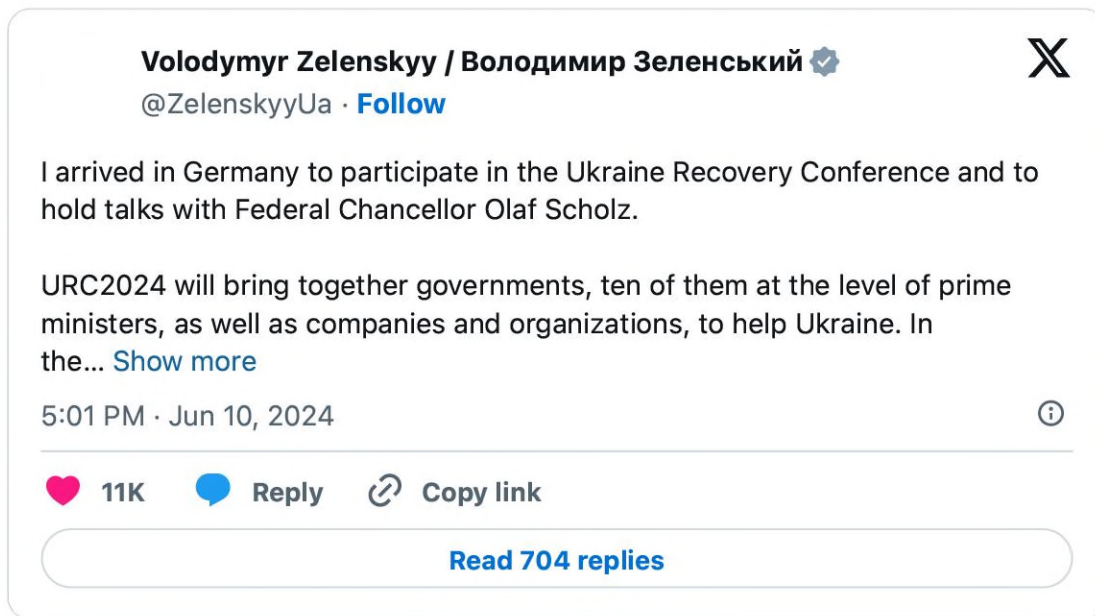 Volodymyr Zelenskyy / Володимир Зеленський
@ZelenskyyUa · Follow
I arrived in Germany to participate in the Ukraine Recovery Conference and to
hold talks with Federal Chancellor Olaf Scholz.
URC2024 will bring together governments, ten of them at the level of prime
ministers, as well as companies and organizations, to help Ukraine. In
the... Show more
5:01 PM · Jun 10, 2024
11K Reply Copy link
Read 704 replies